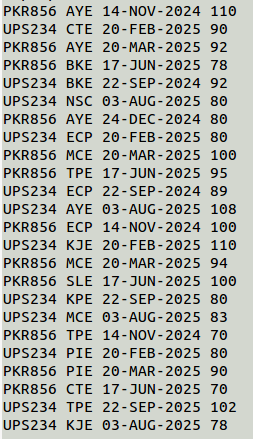 PKR856 AYE 14-NOV-2024 110
UPS234 CTE 20-FEB-2025 90
PKR856 AYE 20-MAR-2025 92
PKR856 BKE 17-JUN-2025 78
UPS234 BKE 22-SEP-2024 92
UPS234 NSC 03-AUG-2025 80
PKR856 AYE 24-DEC-2024 80
UPS234 ECP 20-FEB-2025 80
PKR856 MCE 20-MAR-2025 100
PKR856 TPE 17-JUN-2025 95
UPS234 ECP 22-SEP-2024 89
UPS234 AYE 03-AUG-2025 108
PKR856 ECP 14-NOV-2024 100
UPS234 KJE 20-FEB-2025 110
PKR856 MCE 20-MAR-2025 94
PKR856 SLE 17-JUN-2025 100
UPS234 KPE 22-SEP-2025 80
UPS234 MCE 03-AUG-2025 83
PKR856 TPE 14-NOV-2024 70
UPS234 PIE 20-FEB-2025 80
PKR856 PIE 20-MAR-2025 90
PKR856 CTE 17-JUN-2025 70
UPS234 TPE 22-SEP-2025 102
UPS234 KJE 03-AUG-2025 78